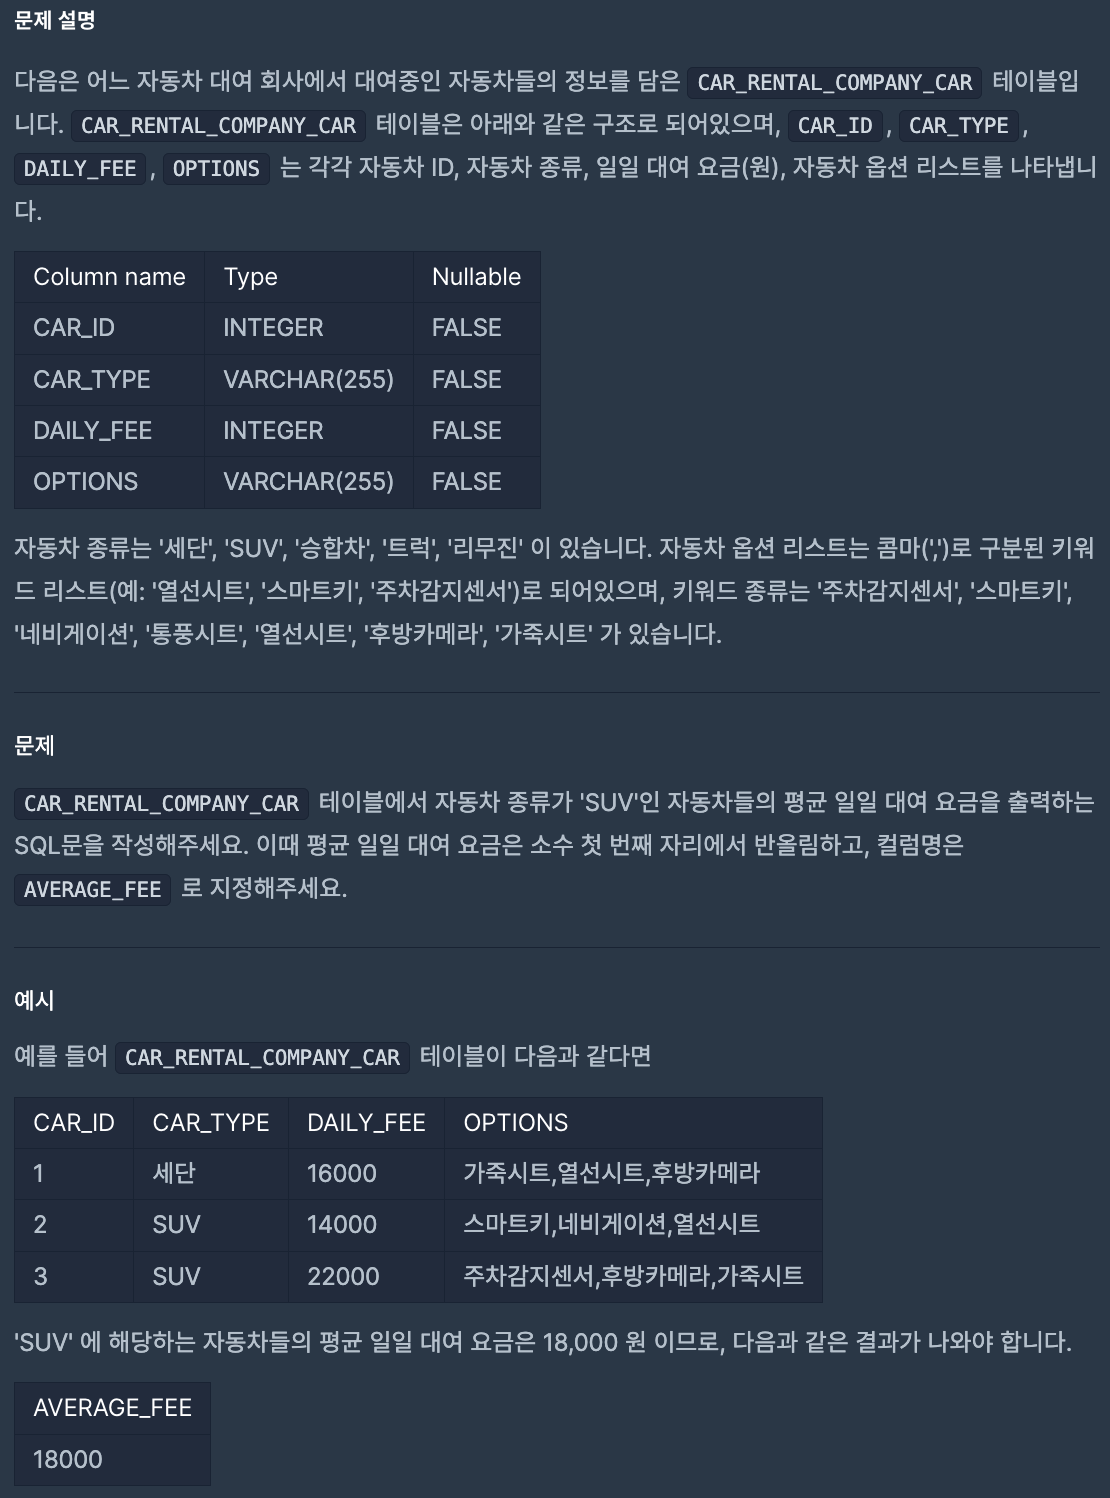 문제 설명
다음은 어느 자동차 대여 회사에서 대여중인 자동차들의 정보를 담은 CAR_RENTAL_COMPANY_CAR 테이블입
니다. CAR_RENTAL_COMPANY_CAR 테이블은 아래와 같은 구조로 되어있으며, CAR_ID, CAR_TYPE,
DAILY_FEE, OPTIONS 는 각각 자동차 ID, 자동차 종류, 일일 대여 요금(원), 자동차 옵션 리스트를 나타냅니
다.
Column name Type Nullable
CAR_ID INTEGER FALSE
CAR_TYPE VARCHAR(255) FALSE
DAILY_FEE INTEGER FALSE
OPTIONS VARCHAR(255) FALSE
자동차 종류는 '세단', 'SUV', '승합차', '트럭', '리무진' 이 있습니다. 자동차 옵션 리스트는 콤마(',')로 구분된 키워
드 리스트(예: '열선시트', '스마트키', '주차감지센서')로 되어있으며, 키워드 종류는 '주차감지센서', '스마트키',
'네비게이션', '통풍시트', '열선시트', '후방카메라', '가죽시트' 가 있습니다.
문제
CAR_RENTAL_COMPANY_CAR 테이블에서 자동차 종류가 'SUV'인 자동차들의 평균 일일 대여 요금을 출력하는
SQL문을 작성해주세요. 이때 평균 일일 대여 요금은 소수 첫 번째 자리에서 반올림하고, 컬럼명은
AVERAGE_FEE 로 지정해주세요.
예시
예를 들어 CAR_RENTAL_COMPANY_CAR 테이블이 다음과 같다면
CAR_ID CAR_TYPE DAILY_FEE OPTIONS
1 세단 16000 가죽시트,열선시트,후방카메라
2 SUV 14000 스마트키,네비게이션,열선시트
3 SUV 22000 주차감지센서,후방카메라,가죽시트
'SUV' 에 해당하는 자동차들의 평균 일일 대여 요금은 18,000 원 이므로, 다음과 같은 결과가 나와야 합니다.
AVERAGE_FEE
18000